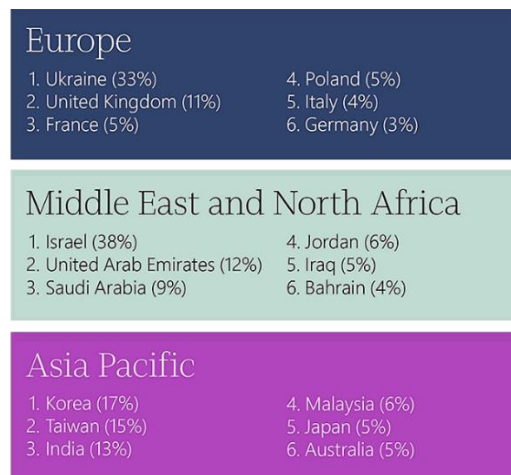 Europe
1. Ukraine (33%)
2. United Kingdom (11%)
3. France (5%)
4. Poland (5%)
5. Italy (4%)
6. Germany (3%)
Middle East and North Africa
1. Israel (38%)
2. United Arab Emirates (12%)
3. Saudi Arabia (9%)
4. Jordan (6%)
5. Iraq (5%)
6. Bahrain (4%)
Asia Pacific
1. Korea (17%)
2. Taiwan (15%)
3. India (13%)
4. Malaysia (6%)
5. Japan (5%)
6. Australia (5%)